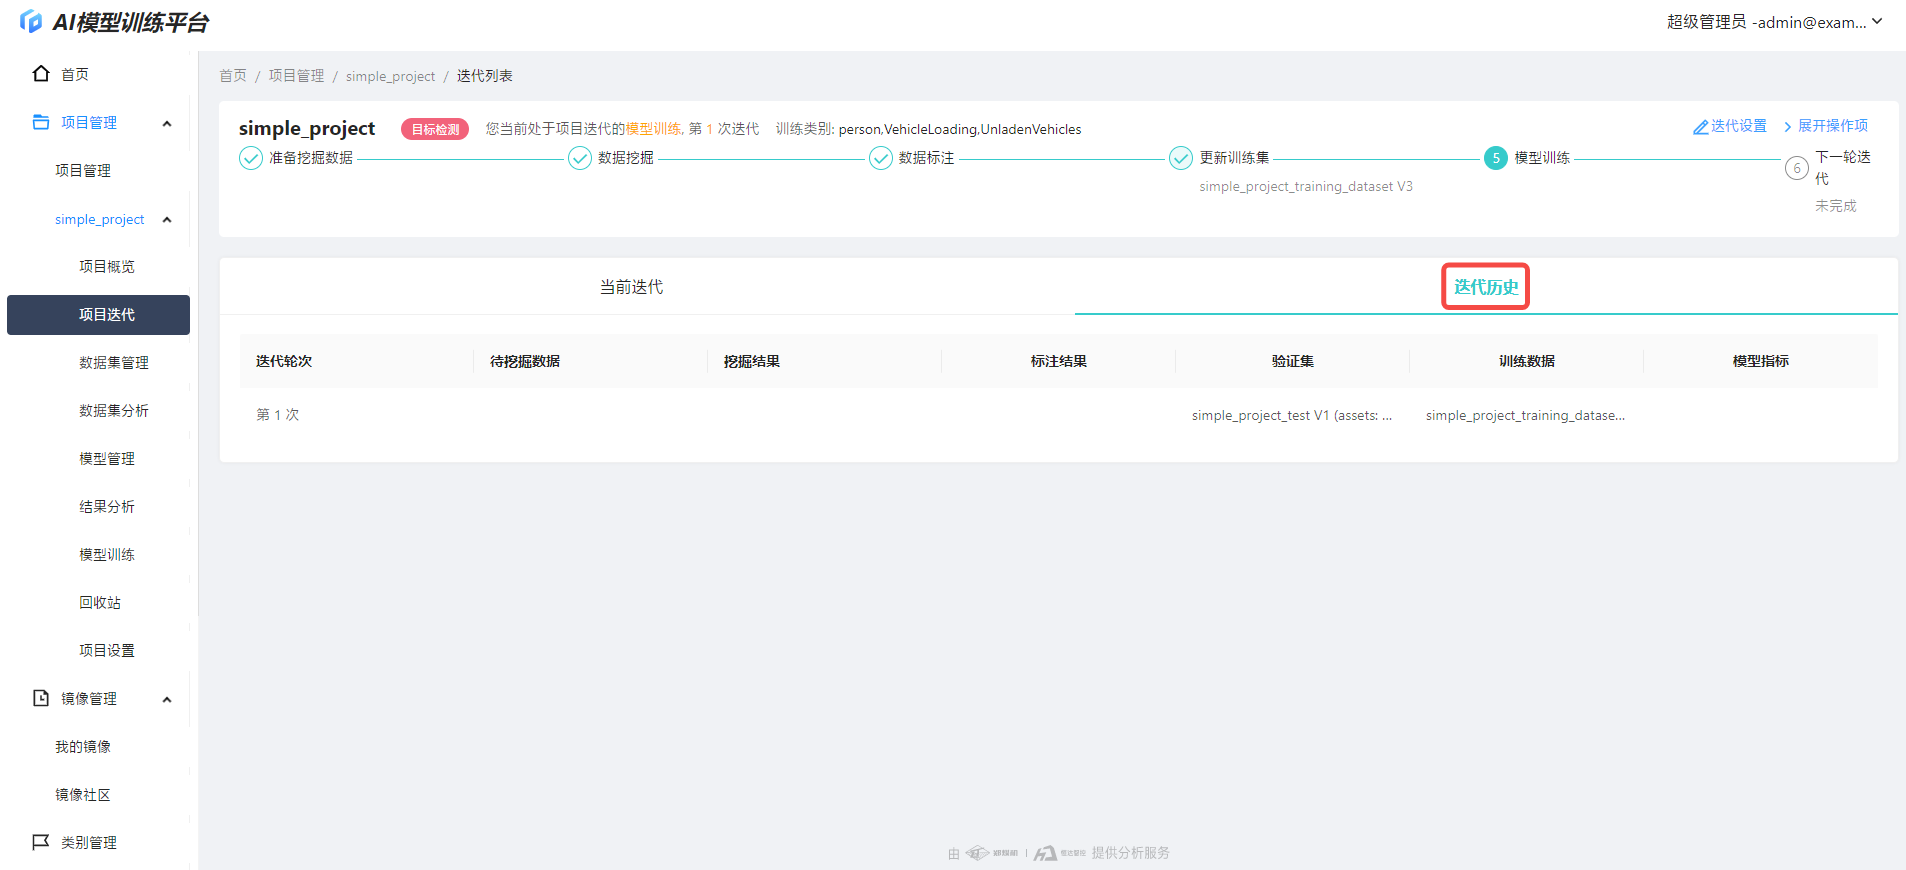 AI模型训练平台
超级管理员 -admin@exam...
首页
项目管理
项目管理
simple_project
项目概览
项目迭代
数据集管理
数据集分析
模型管理
结果分析
模型训练
回收站
项目设置
镜像管理
我的镜像
镜像社区
类别管理
首页 / 项目管理 / simple_project / 迭代列表
simple_project 目标检测 您当前处于项目迭代的模型训练, 第 1 次迭代 训练类别: person,VehicleLoading,UnladenVehicles
迭代设置 展开操作项
准备挖掘数据 数据挖掘 数据标注 更新训练集 5 模型训练 6 下一轮迭
代
simple_project_training_dataset V3
未完成
当前迭代 迭代历史
迭代轮次 待挖掘数据 挖掘结果 标注结果 验证集 训练数据 模型指标
第 1 次 simple_project_test V1 (assets: ... simple_project_training_datase...
由 郑煤机 | 恒达智控 提供分析服务